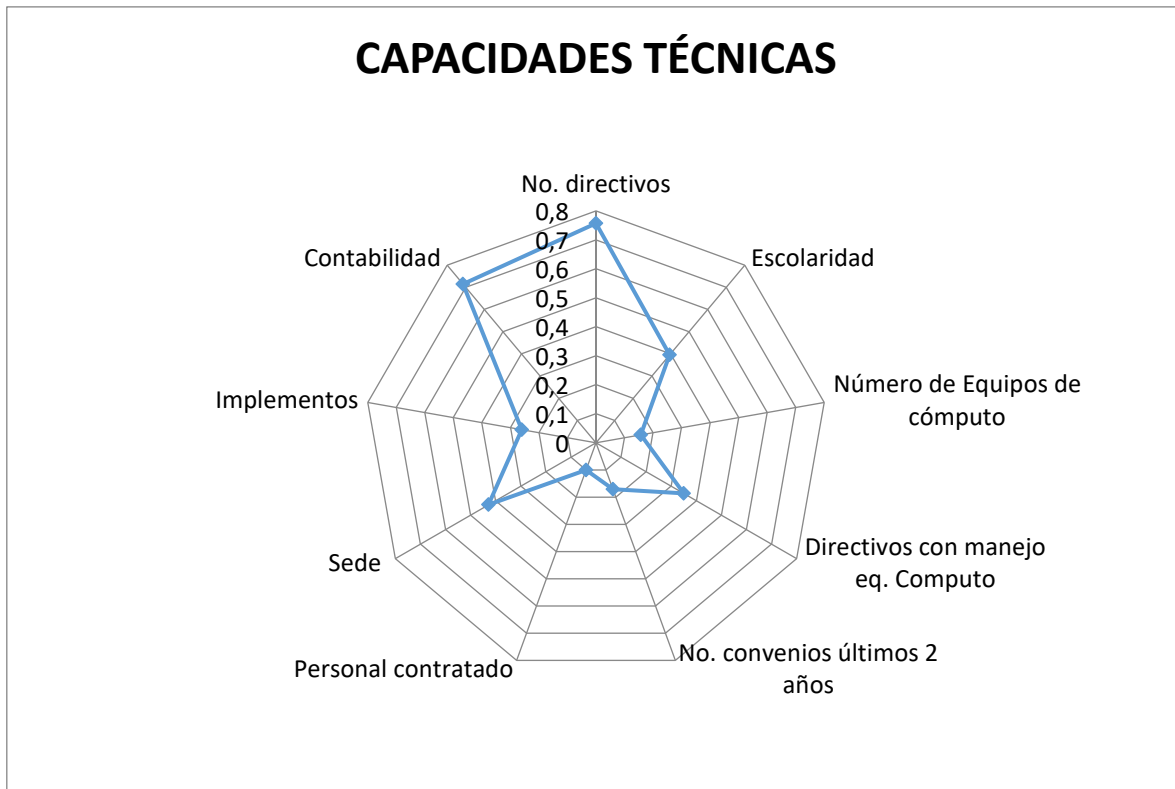 CAPACIDADES TÉCNICAS
No. directivos
Escolaridad
Número de Equipos de
cómputo
Directivos con manejo
eq. Computo
No. convenios últimos 2
años
Personal contratado
Sede
Implementos
Contabilidad
0,8
0,7
0,6
0,5
0,4
0,3
0,2
0,1
0